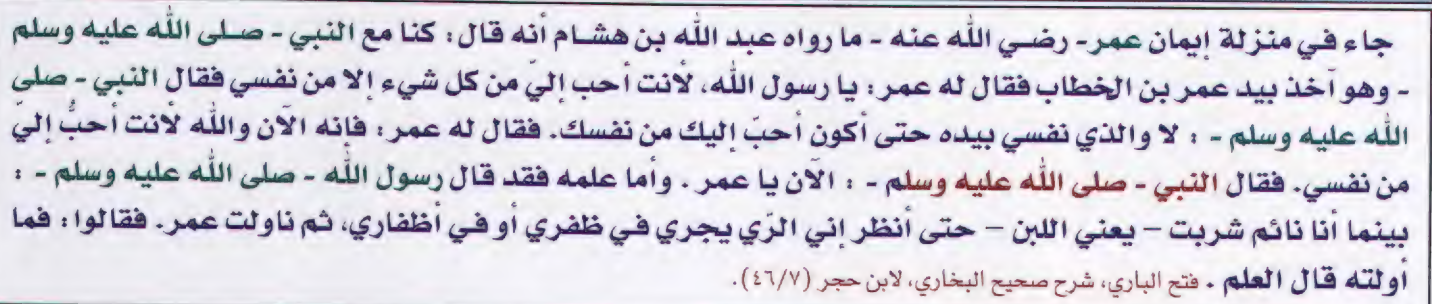 جاء في منزلة إيمان عمر - رضي الله عنه - ما رواه عبد الله بن هشام أنه قال: كنا مع النبي - صلى الله عليه وسلم
- وهو آخذ بيد عمر بن الخطاب فقال له عمر: يا رسول الله، لأنت أحب إليّ من كل شيء إلا من نفسي فقال النبي - صلى
الله عليه وسلم - : لا والذي نفسي بيده حتى أكون أحبّ إليك من نفسك. فقال له عمر: فإنه الآن والله لأنت أحبُّ إليّ
من نفسي. فقال النبي - صلى الله عليه وسلم - : الآن يا عمر. وأما علمه فقد قال رسول الله - صلى الله عليه وسلم - :
بينما أنا نائم شربت – يعني اللبن – حتى أنظر إني الرّي يجري في ظفري أو في أظفاري، ثم ناولت عمر. فقالوا: فما
أولته قال العلم. فتح الباري، شرح صحيح البخاري، لابن حجر (٤٦/٧).